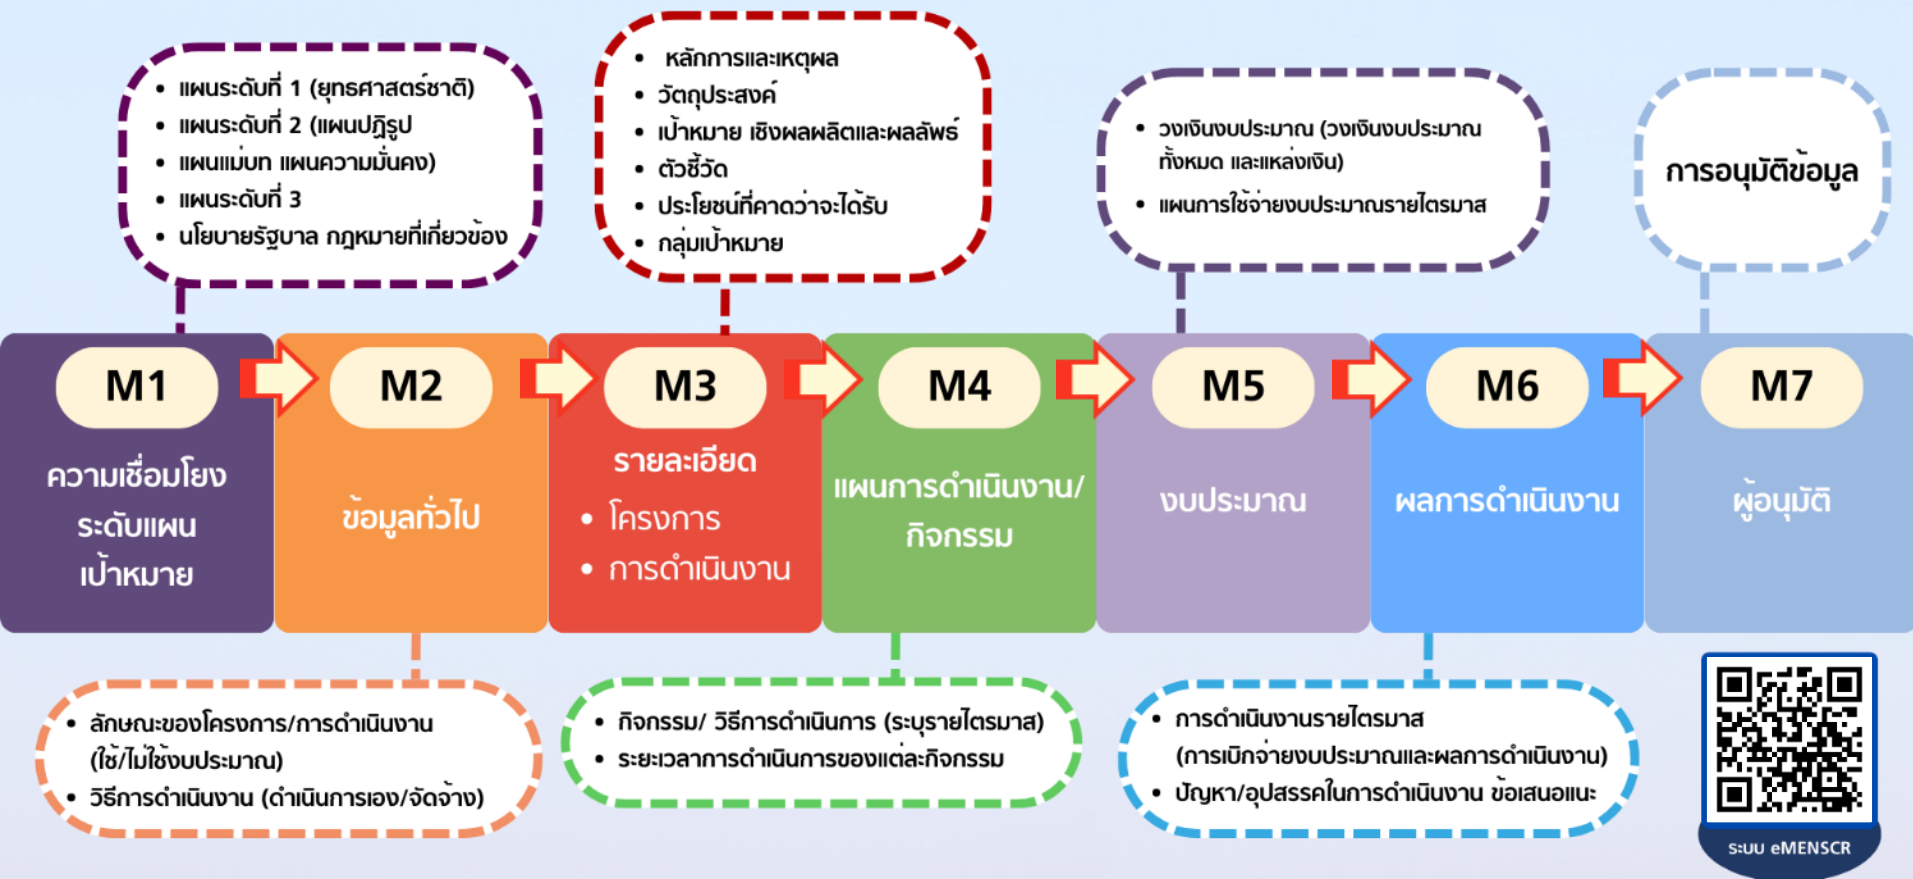 • แผนระดับที่ 1 (ยุทธศาสตร์ชาติ)
• แผนระดับที่ 2 (แผนปฏิรูป
• แผนแม่บท แผนความมั่นคง)
• แผนระดับที่ 3
• นโยบายรัฐบาล กฎหมายที่เกี่ยวข้อง
• หลักการและเหตุผล
• วัตถุประสงค์
• เป้าหมาย เชิงผลผลิตและผลลัพธ์
• ตัวชี้วัด
• ประโยชน์ที่คาดว่าจะได้รับ
• กลุ่มเป้าหมาย
• วงเงินงบประมาณ (วงเงินงบประมาณ
ทั้งหมด และแหล่งเงิน)
• แผนการใช้จ่ายงบประมาณรายไตรมาส
การอนุมัติข้อมูล
M1
ความเชื่อมโยง
ระดับแผน
เป้าหมาย
M2
ข้อมูลทั่วไป
M3
รายละเอียด
• โครงการ
• การดำเนินงาน
M4
แผนการดำเนินงาน/
กิจกรรม
M5
งบประมาณ
M6
ผลการดำเนินงาน
M7
ผู้อนุมัติ
• ลักษณะของโครงการ/การดำเนินงาน
(ใช้/ไม่ใช้งบประมาณ)
• วิธีการดำเนินงาน (ดำเนินการเอง/จัดจ้าง)
• กิจกรรม/ วิธีการดำเนินการ (ระบุรายไตรมาส)
• ระยะเวลาการดำเนินการของแต่ละกิจกรรม
• การดำเนินงานรายไตรมาส
(การเบิกจ่ายงบประมาณและผลการดำเนินงาน)
• ปัญหา/อุปสรรคในการดำเนินงาน ข้อเสนอแนะ
ระบบ eMENSCR